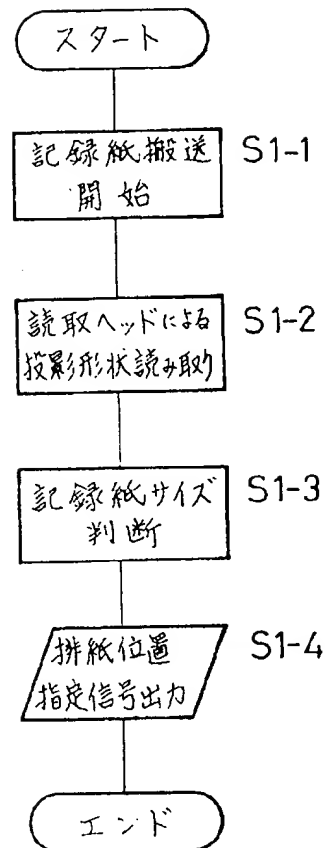 スタート
記録紙搬送 S1-1
開始
読取ヘッドによる S1-2
投影形状読み取り
記録紙サイズ S1-3
判断
排紙位置 S1-4
指定信号出力
エンド